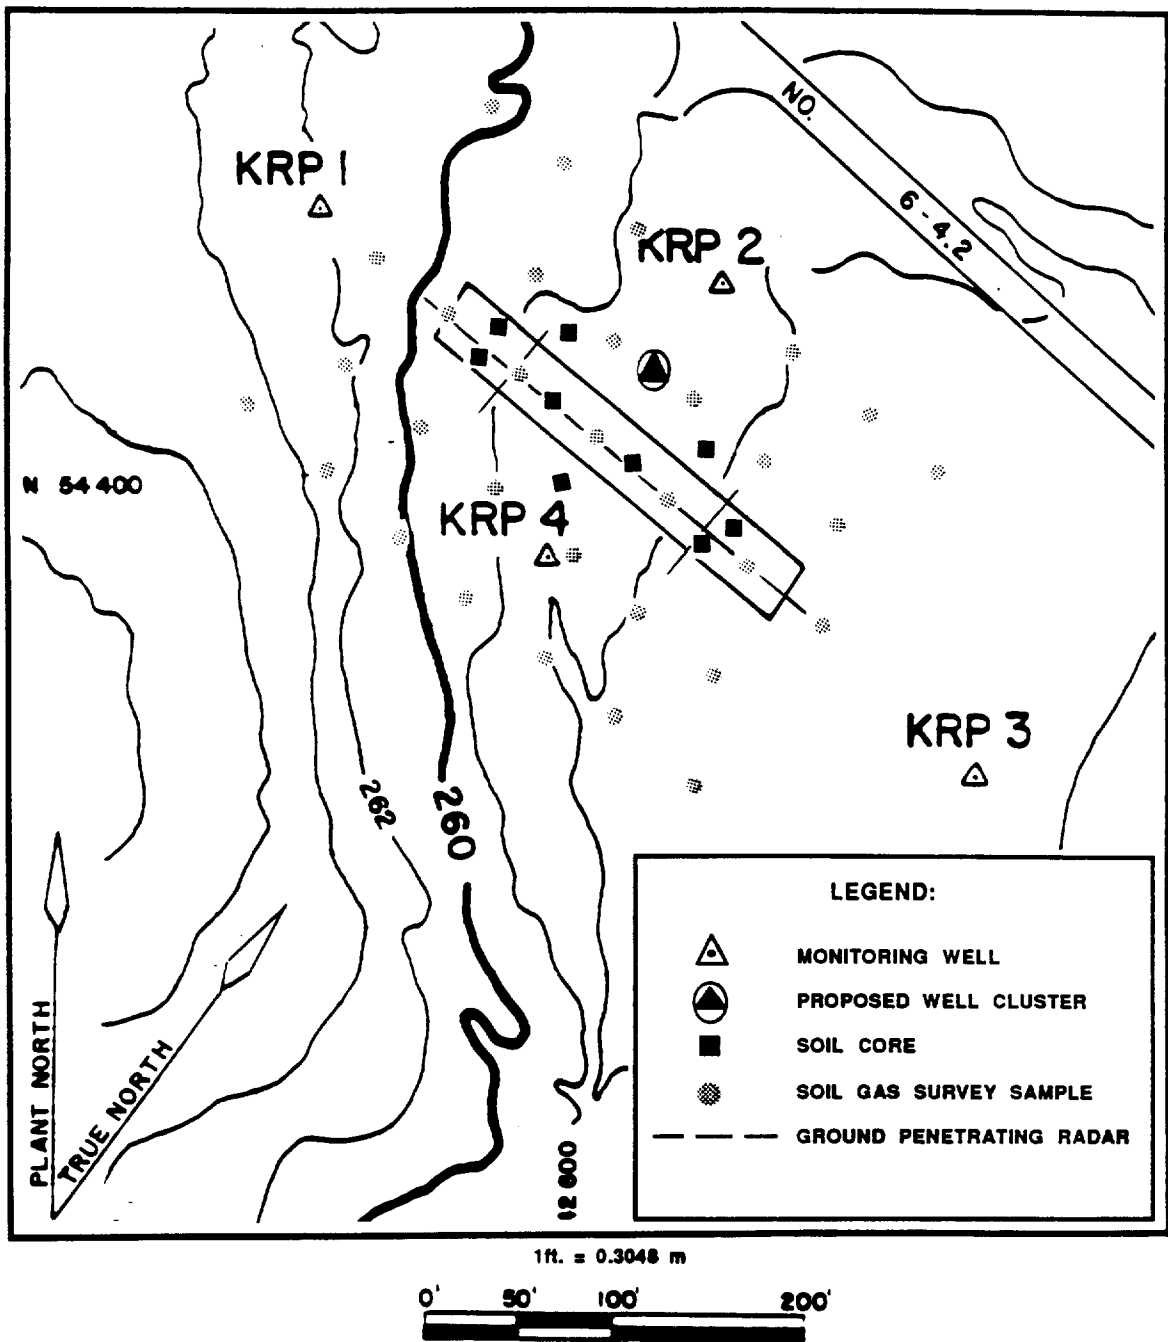 NO.
6-4.2
KRP 1
KRP 2
N 54 400
KRP 4
KRP 3
262
260
LEGEND:
MONITORING WELL
PROPOSED WELL CLUSTER
SOIL CORE
SOIL GAS SURVEY SAMPLE
GROUND PENETRATING RADAR
PLANT NORTH
TRUE NORTH
42 600
1ft. = 0.3048 m
0' 50' 100' 200'